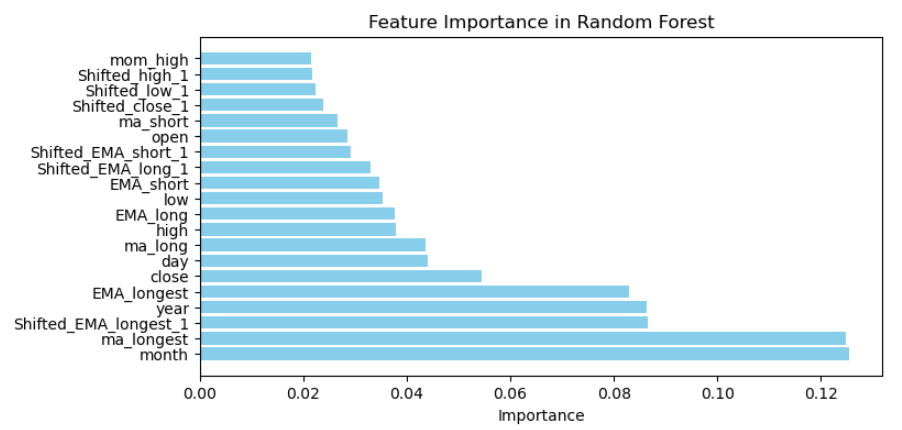 Feature Importance in Random Forest
mom_high
Shifted_high_1
Shifted_low_1
Shifted_close_1
ma_short
open
Shifted_EMA_short_1
Shifted_EMA_long_1
EMA_short
low
EMA_long
high
ma_long
day
close
EMA_longest
year
Shifted_EMA_longest_1
ma_longest
month
0.00 0.02 0.04 0.06 0.08 0.10 0.12
Importance